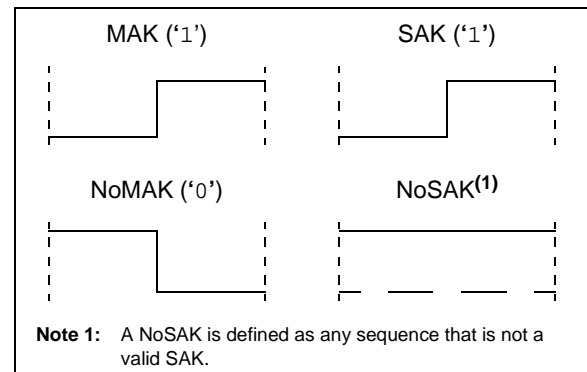 MAK (‘1’)
SAK (‘1’)
NoMAK (‘0’)
NoSAK(1)
Note 1: A NoSAK is defined as any sequence that is not a
valid SAK.